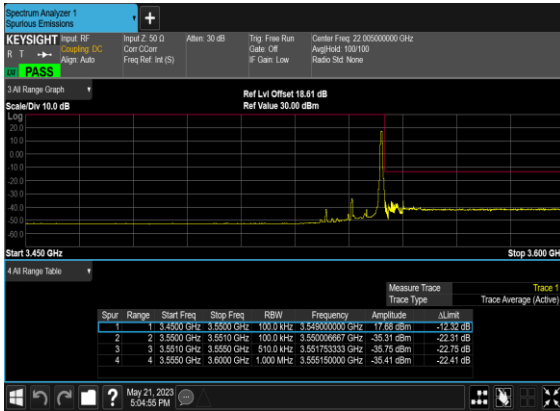 Spectrum Analyzer 1
Spurious Emissions
+
KEYSIGHT Input: RF Input Z: 50 Ω Atten: 30 dB Trig: Free Run Center Freq: 22.005000000 GHz
R T Coupling: DC Corr CCorr Gate: Off Avg|Hold: 100/100
Align: Auto Freq Ref: Int (S) IF Gain: Low Radio Std: None
LXI PASS
3 All Range Graph
Ref Lvl Offset 18.61 dB
Scale/Div 10.0 dB Ref Value 30.00 dBm
Log
20.0
10.0
0.00
-10.0
-20.0
-30.0
-40.0
-50.0
-60.0
Start 3.450 GHz Stop 3.600 GH
4 All Range Table
Measure Trace Trace 1
Trace Type Trace Average (Active)
Spur Range Start Freq Stop Freq RBW Frequency Amplitude ΔLimit
1 1 3.4500 GHz 3.5500 GHz 100.0 kHz 3.549000000 GHz 17.68 dBm -12.32 dB
2 2 3.5500 GHz 3.5510 GHz 100.0 kHz 3.550006667 GHz -35.31 dBm -22.31 dB
3 3 3.5510 GHz 3.5550 GHz 510.0 kHz 3.551753333 GHz -35.75 dBm -22.75 dB
4 4 3.5550 GHz 3.6000 GHz 1.000 MHz 3.555150000 GHz -35.41 dBm -22.41 dB
May 21, 2023
5:04:55 PM